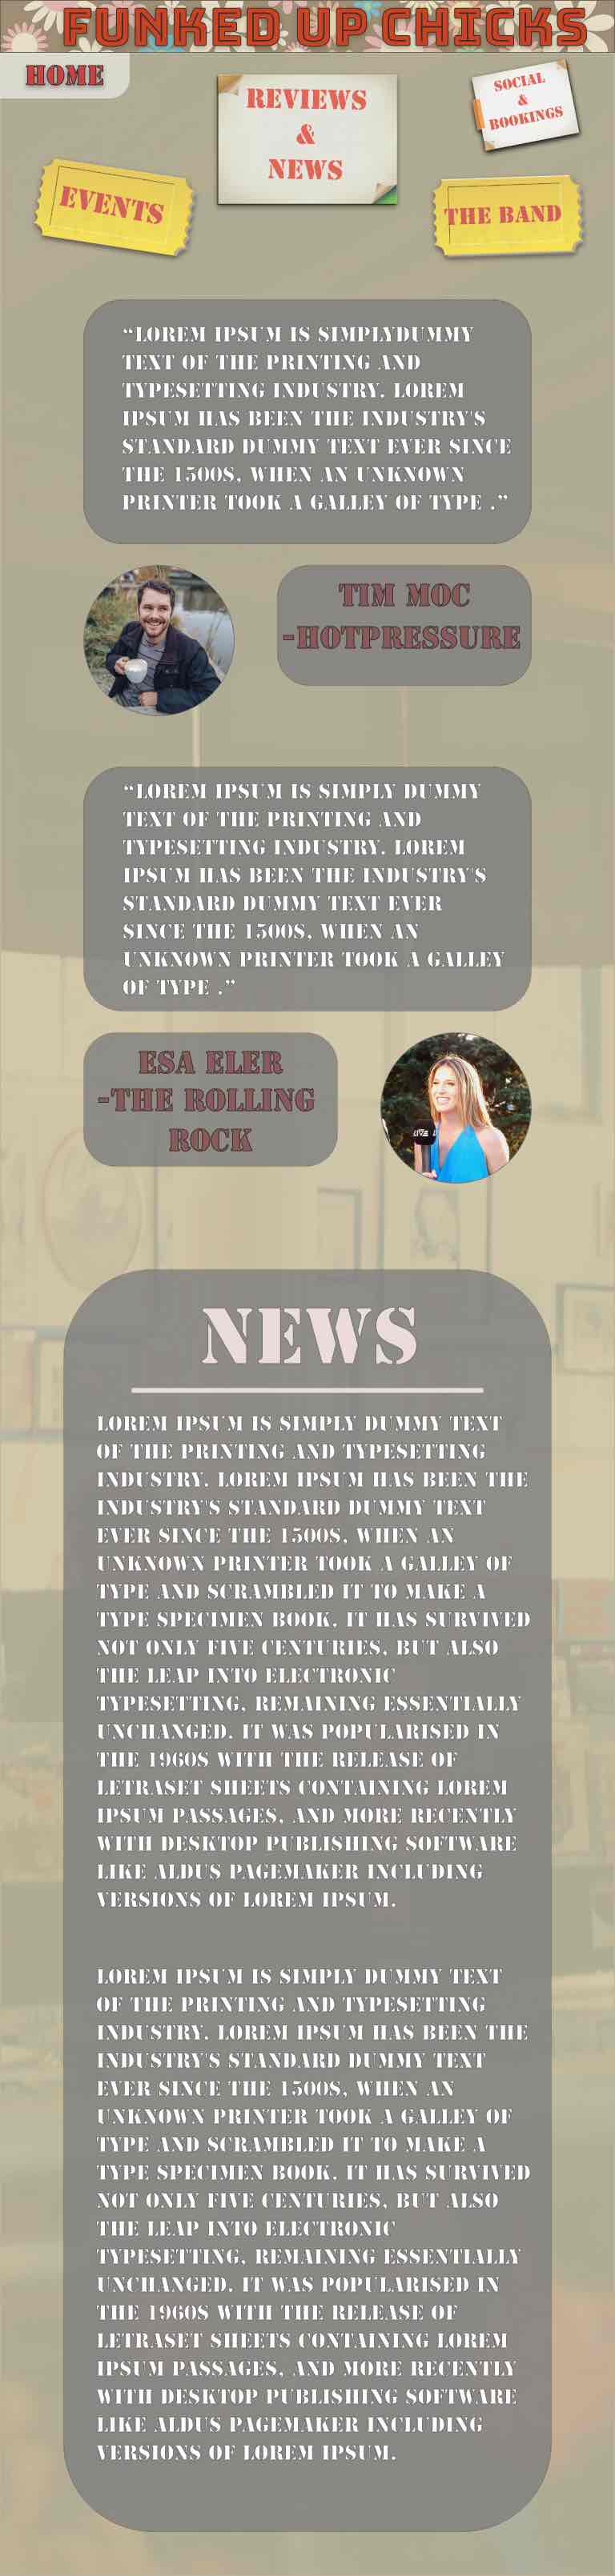 FUNKED UP CHICKS
HOME
REVIEWS
&
NEWS
SOCIAL
&
BOOKINGS
EVENTS
THE BAND
“LOREM IPSUM IS SIMPLYDUMMY
TEXT OF THE PRINTING AND
TYPESETTING INDUSTRY. LOREM
IPSUM HAS BEEN THE INDUSTRY'S
STANDARD DUMMY TEXT EVER SINCE
THE 1500S, WHEN AN UNKNOWN
PRINTER TOOK A GALLEY OF TYPE .”
TIM MOC
-HOTPRESSURE
“LOREM IPSUM IS SIMPLY DUMMY
TEXT OF THE PRINTING AND
TYPESETTING INDUSTRY. LOREM
IPSUM HAS BEEN THE INDUSTRY'S
STANDARD DUMMY TEXT EVER
SINCE THE 1500S, WHEN AN
UNKNOWN PRINTER TOOK A GALLEY
OF TYPE .”
ESA ELER
-THE ROLLING
ROCK
LIVE
NEWS
LOREM IPSUM IS SIMPLY DUMMY TEXT
OF THE PRINTING AND TYPESETTING
INDUSTRY. LOREM IPSUM HAS BEEN THE
INDUSTRY'S STANDARD DUMMY TEXT
EVER SINCE THE 1500S, WHEN AN
UNKNOWN PRINTER TOOK A GALLEY OF
TYPE AND SCRAMBLED IT TO MAKE A
TYPE SPECIMEN BOOK. IT HAS SURVIVED
NOT ONLY FIVE CENTURIES, BUT ALSO
THE LEAP INTO ELECTRONIC
TYPESETTING, REMAINING ESSENTIALLY
UNCHANGED. IT WAS POPULARISED IN
THE 1960S WITH THE RELEASE OF
LETRASET SHEETS CONTAINING LOREM
IPSUM PASSAGES, AND MORE RECENTLY
WITH DESKTOP PUBLISHING SOFTWARE
LIKE ALDUS PAGEMAKER INCLUDING
VERSIONS OF LOREM IPSUM.
LOREM IPSUM IS SIMPLY DUMMY TEXT
OF THE PRINTING AND TYPESETTING
INDUSTRY. LOREM IPSUM HAS BEEN THE
INDUSTRY'S STANDARD DUMMY TEXT
EVER SINCE THE 1500S, WHEN AN
UNKNOWN PRINTER TOOK A GALLEY OF
TYPE AND SCRAMBLED IT TO MAKE A
TYPE SPECIMEN BOOK. IT HAS SURVIVED
NOT ONLY FIVE CENTURIES, BUT ALSO
THE LEAP INTO ELECTRONIC
TYPESETTING, REMAINING ESSENTIALLY
UNCHANGED. IT WAS POPULARISED IN
THE 1960S WITH THE RELEASE OF
LETRASET SHEETS CONTAINING LOREM
IPSUM PASSAGES, AND MORE RECENTLY
WITH DESKTOP PUBLISHING SOFTWARE
LIKE ALDUS PAGEMAKER INCLUDING
VERSIONS OF LOREM IPSUM.